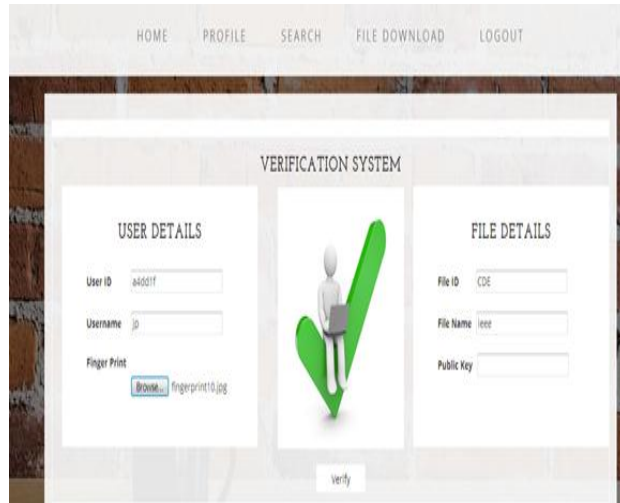 HOME PROFILE SEARCH FILE DOWNLOAD LOGOUT
VERIFICATION SYSTEM
USER DETAILS
User ID a4dd1f
Username jp
Finger Print
Browse... fingerprint10.jpg
FILE DETAILS
File ID CDE
File Name ieee
Public Key
Verify